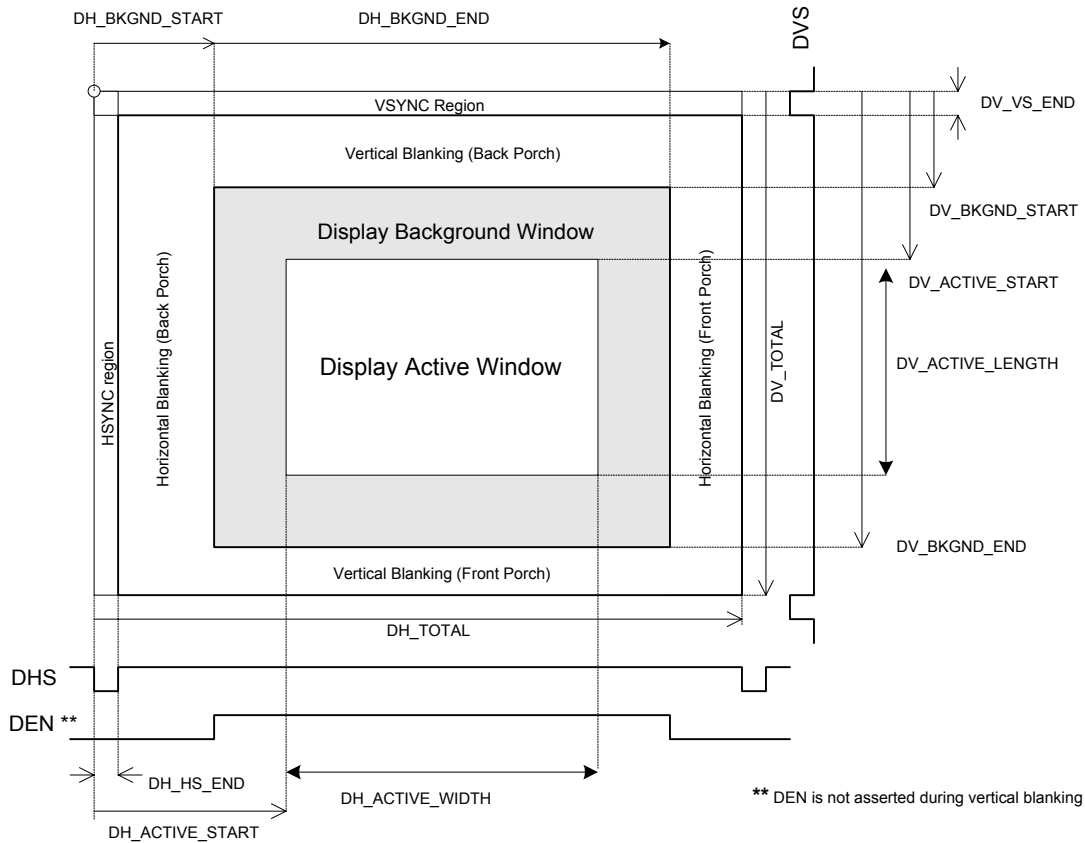 DH_BKGND_START
DH_BKGND_END
DVS
VSYNC Region
DV_VS_END
Vertical Blanking (Back Porch)
DV_BKGND_START
Display Background Window
DV_ACTIVE_START
HSYNC region
Horizontal Blanking (Back Porch)
Display Active Window
Horizontal Blanking (Front Porch)
DV_TOTAL
DV_ACTIVE_LENGTH
DV_BKGND_END
Vertical Blanking (Front Porch)
DH_TOTAL
DHS
DEN **
DH_HS_END
DH_ACTIVE_WIDTH
** DEN is not asserted during vertical blanking
DH_ACTIVE_START